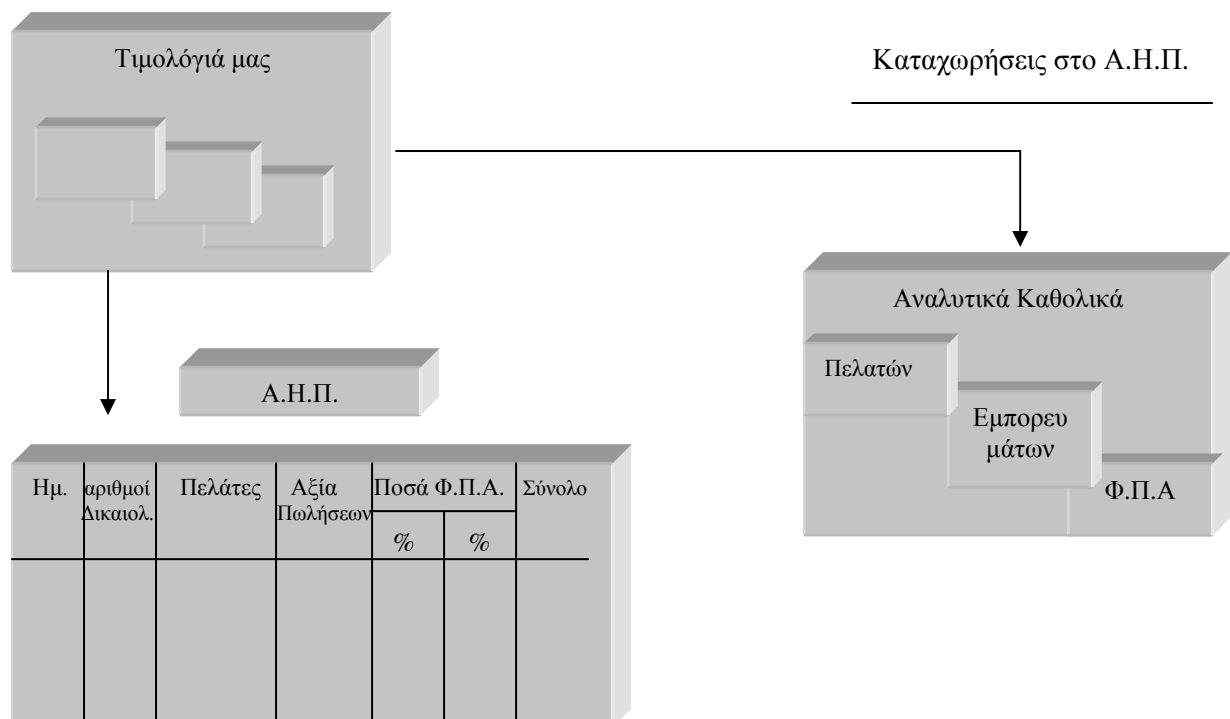 Τιμολόγιά μας
Καταχωρήσεις στο Α.Η.Π.
Αναλυτικά Καθολικά
Πελατών
Εμπορευ
μάτων
Φ.Π.Α
Α.Η.Π.
Ημ.
αριθμοί
Δικαιολ.
Πελάτες
Αξία
Πωλήσεων
Ποσά Φ.Π.Α.
%
%
Σύνολο